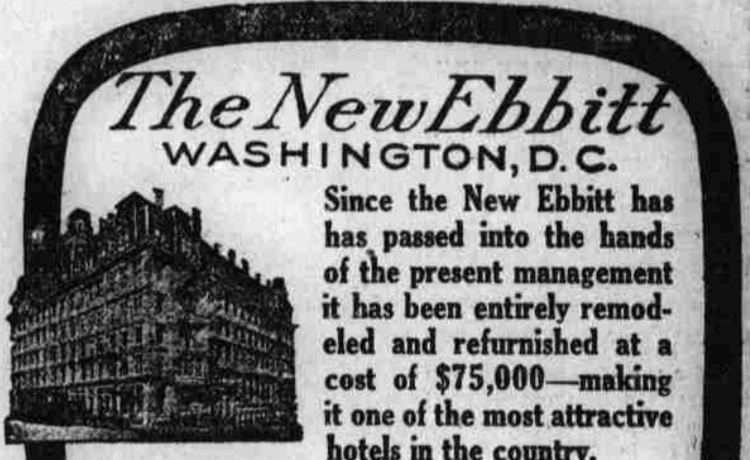 The New Ebbitt
WASHINGTON, D. C.
Since the New Ebbitt has
has passed into the hands
of the present management
it has been entirely remod-
eled and refurnished at a
cost of $75,000—making
it one of the most attractive
hotels in the country.